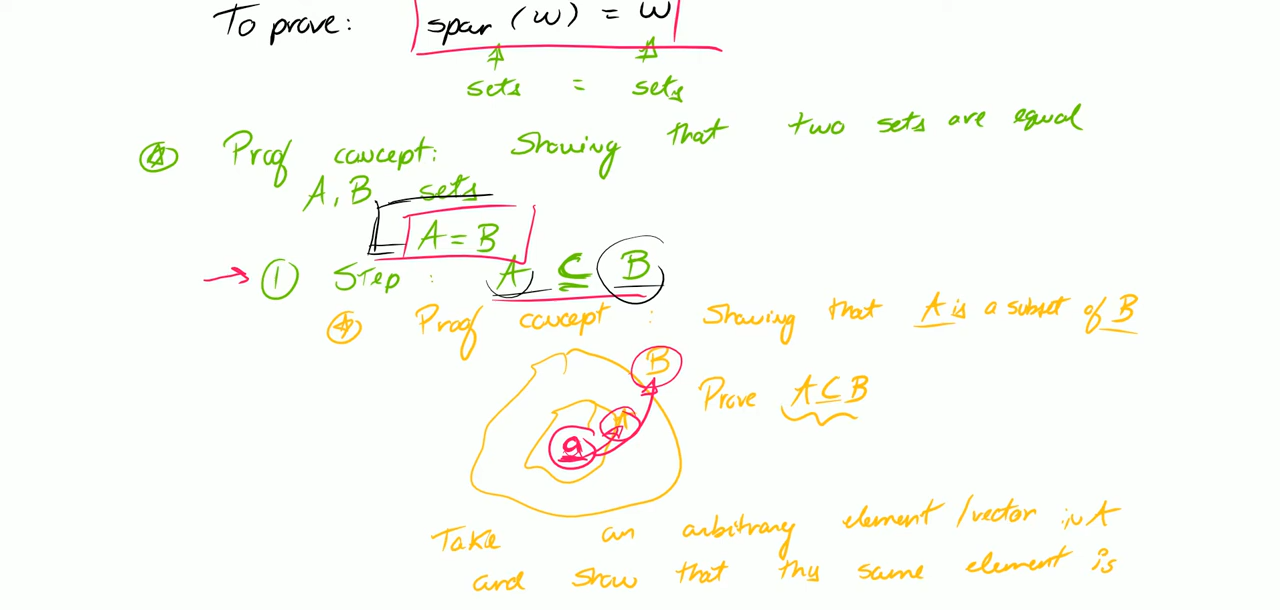 To prove: span (w) = w
sets = sets
Proof concept: Showing that two sets are equal
A, B sets
A = B
→ ① Step : A ⊆ B
Proof concept : Showing that A is a subset of B
B
Prove A ⊆ B
A
a
Take an arbitrary element / vector in A
and show that this same element is